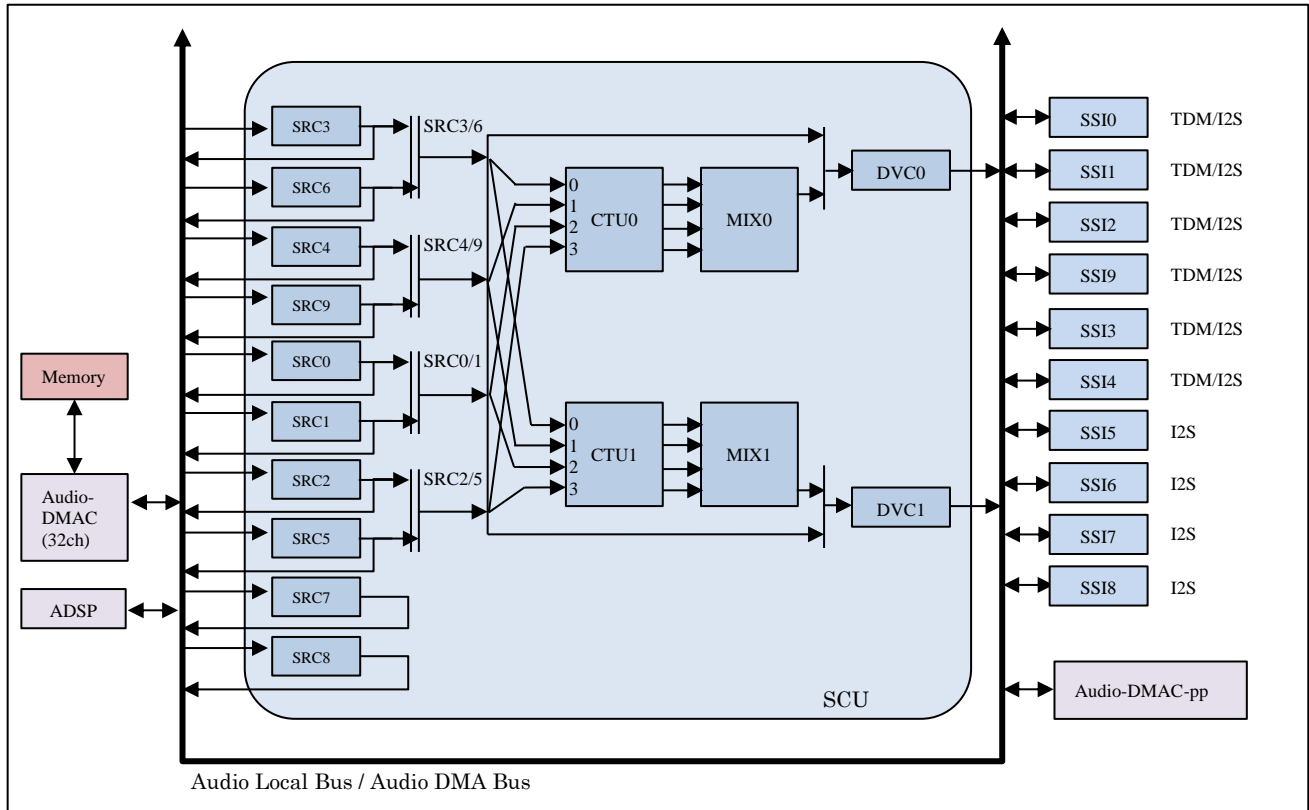 SRC3
SRC3/6
SRC6
SRC4
SRC4/9
SRC9
SRC0
SRC0/1
SRC1
SRC2
SRC2/5
SRC5
SRC7
SRC8
0
1
2
3
CTU0
MIX0
DVC0
0
1
2
3
CTU1
MIX1
DVC1
SCU
Memory
Audio-
DMAC
(32ch)
ADSP
SSI0 TDM/I2S
SSI1 TDM/I2S
SSI2 TDM/I2S
SSI9 TDM/I2S
SSI3 TDM/I2S
SSI4 TDM/I2S
SSI5 I2S
SSI6 I2S
SSI7 I2S
SSI8 I2S
Audio-DMAC-pp
Audio Local Bus / Audio DMA Bus